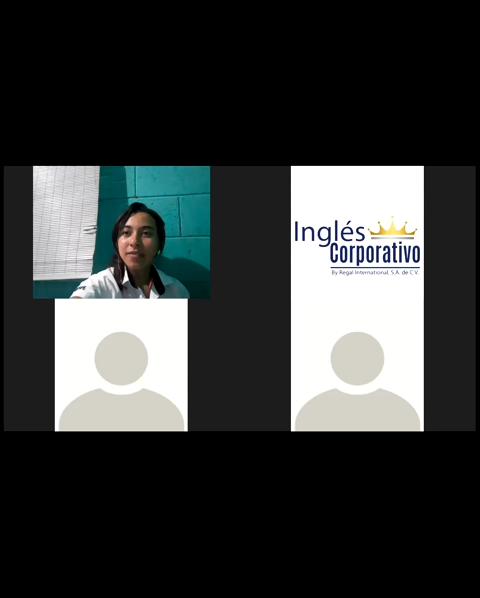 Inglés
Corporativo
By Regal International, S.A. de C.V.